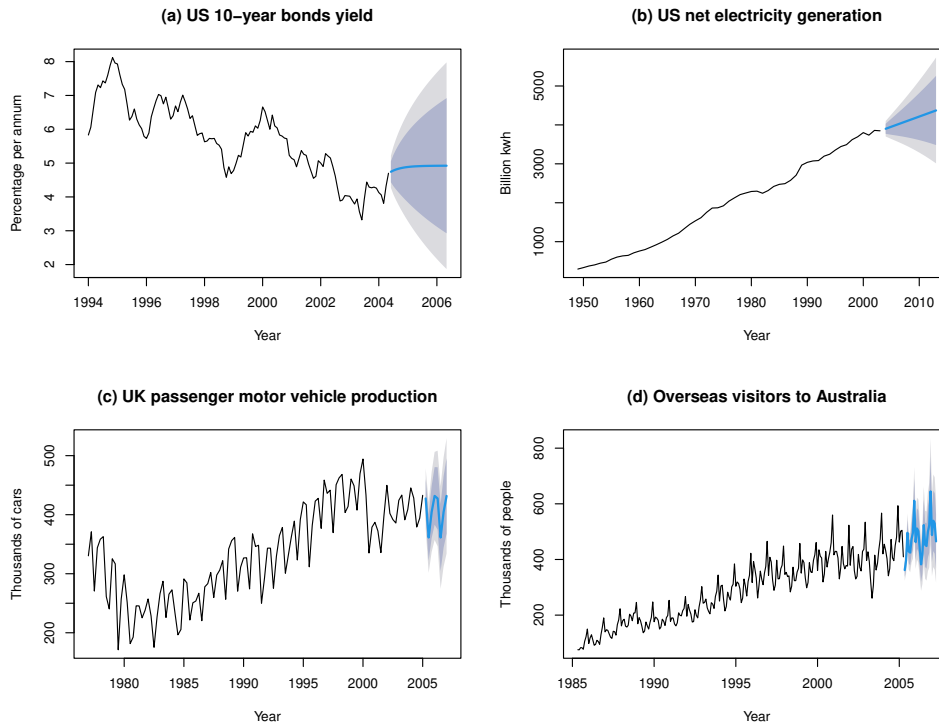 (a) US 10−year bonds yield
Percentage per annum
2 3 4 5 6 7 8
1994 1996 1998 2000 2002 2004 2006
Year
(b) US net electricity generation
Billion kwh
1000 3000 5000
1950 1960 1970 1980 1990 2000 2010
Year
(c) UK passenger motor vehicle production
Thousands of cars
200 300 400 500
1980 1985 1990 1995 2000 2005
Year
(d) Overseas visitors to Australia
Thousands of people
200 400 600 800
1985 1990 1995 2000 2005
Year